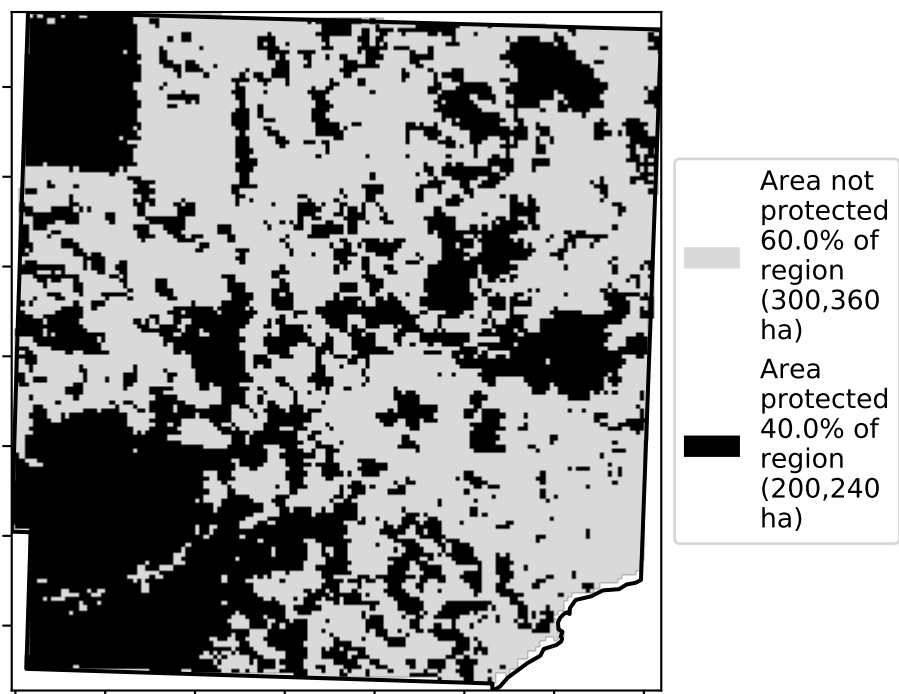 Area not
protected
60.0% of
region
(300,360
ha)
Area
protected
40.0% of
region
(200,240
ha)